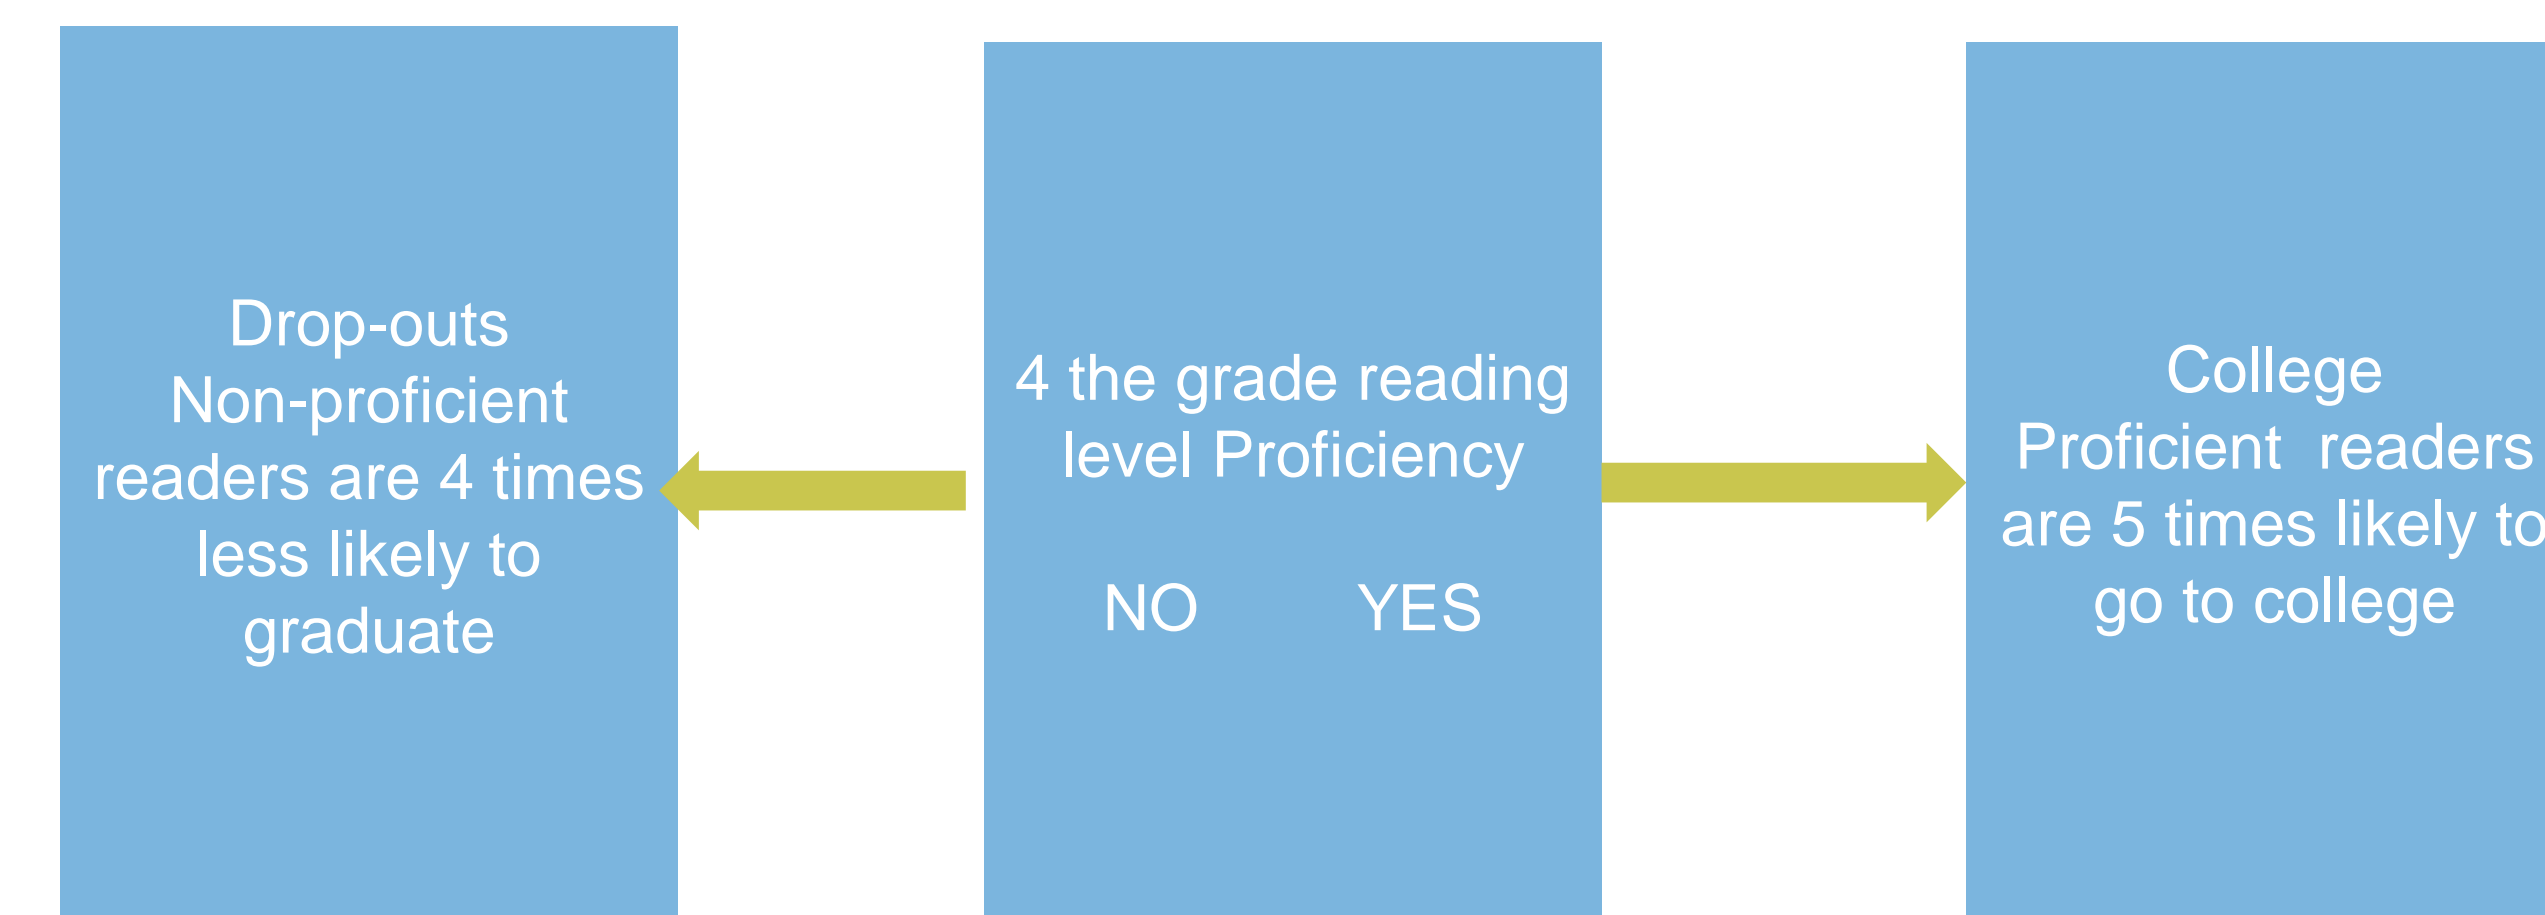 Drop-outs
Non-proficient
readers are 4 times
less likely to
graduate
4 the grade reading
level Proficiency
NO YES
College
Proficient readers
are 5 times likely to
go to college